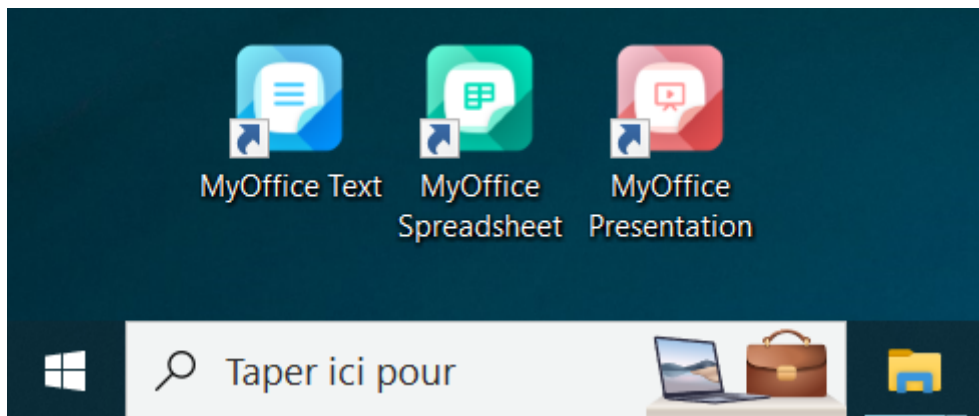 MyOffice Text
MyOffice
Spreadsheet
MyOffice
Presentation
Taper ici pour